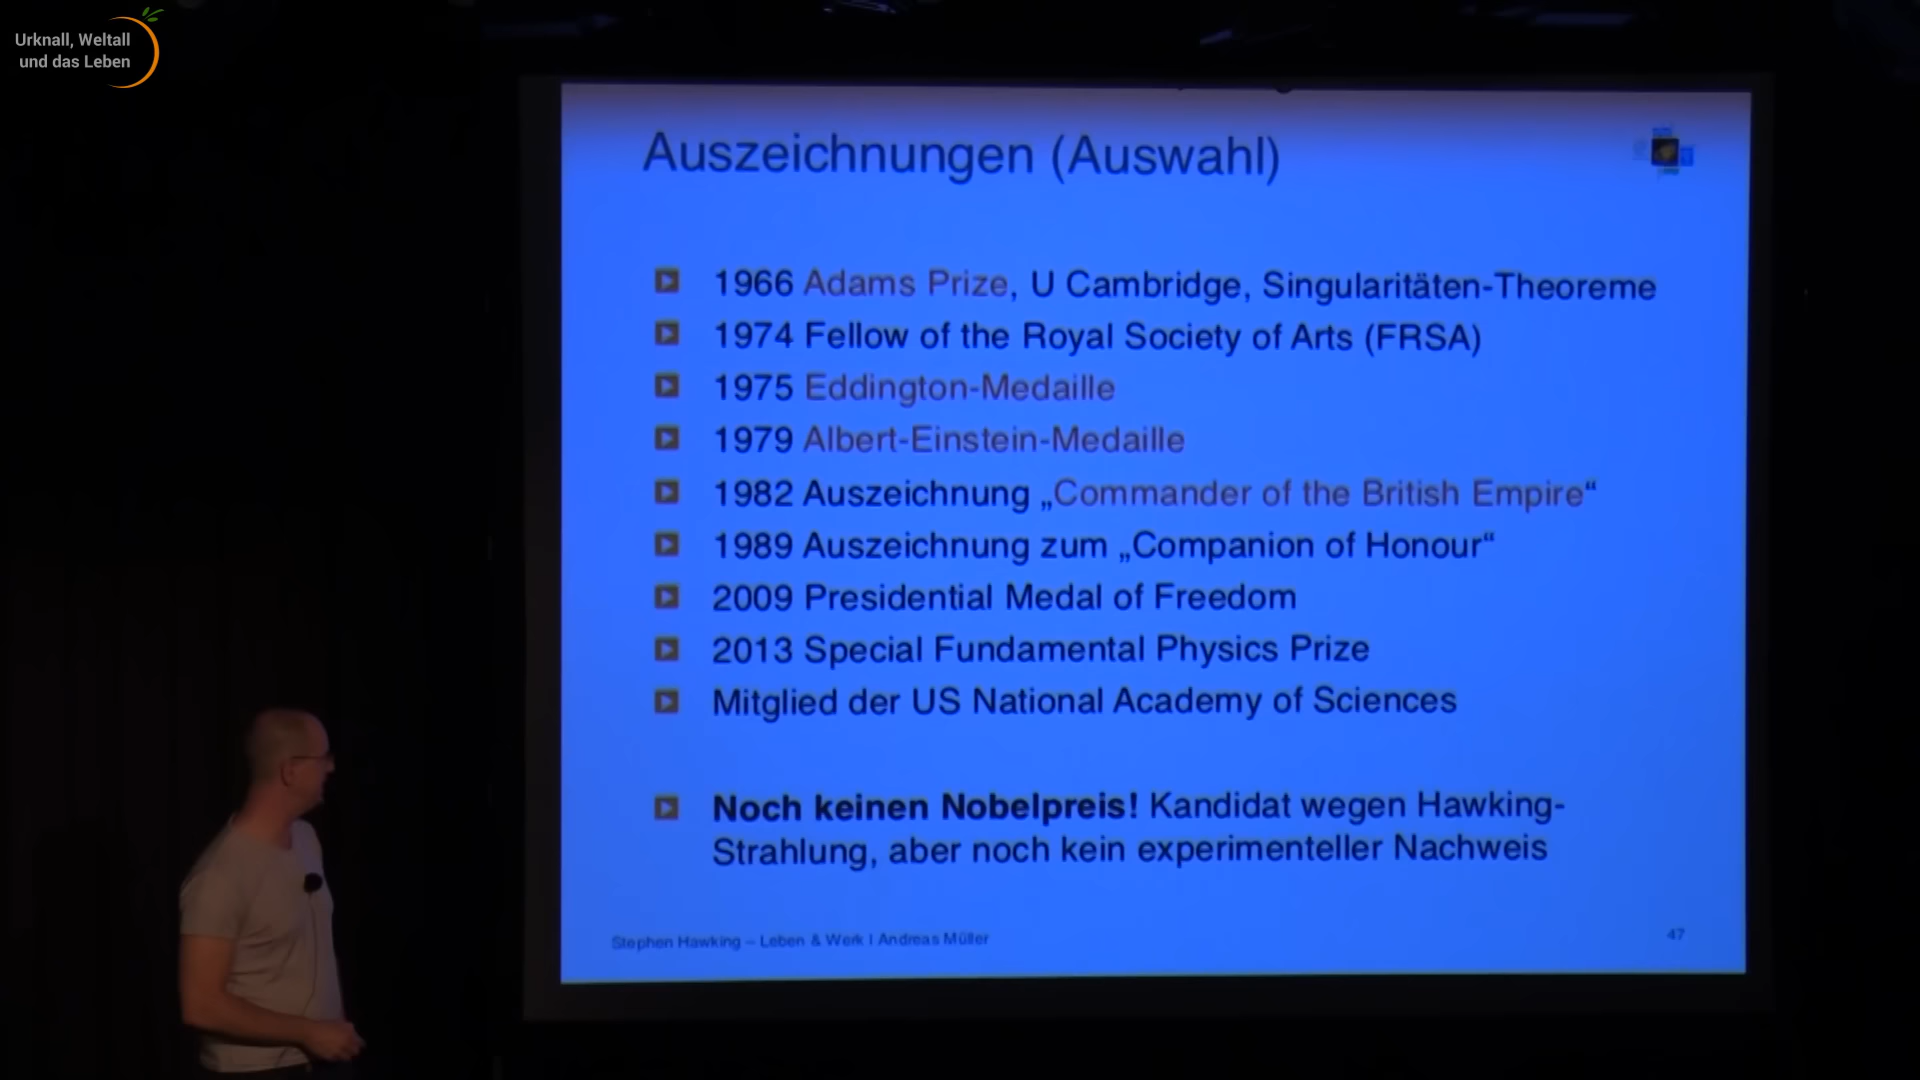 Urknall, Weltall
und das Leben
Auszeichnungen (Auswahl)
1966 Adams Prize, U Cambridge, Singularitäten-Theoreme
1974 Fellow of the Royal Society of Arts (FRSA)
1975 Eddington-Medaille
1979 Albert-Einstein-Medaille
1982 Auszeichnung „Commander of the British Empire“
1989 Auszeichnung zum „Companion of Honour“
2009 Presidential Medal of Freedom
2013 Special Fundamental Physics Prize
Mitglied der US National Academy of Sciences
Noch keinen Nobelpreis! Kandidat wegen Hawking-
Strahlung, aber noch kein experimenteller Nachweis
Stephen Hawking – Leben & Werk I Andreas Müller
47